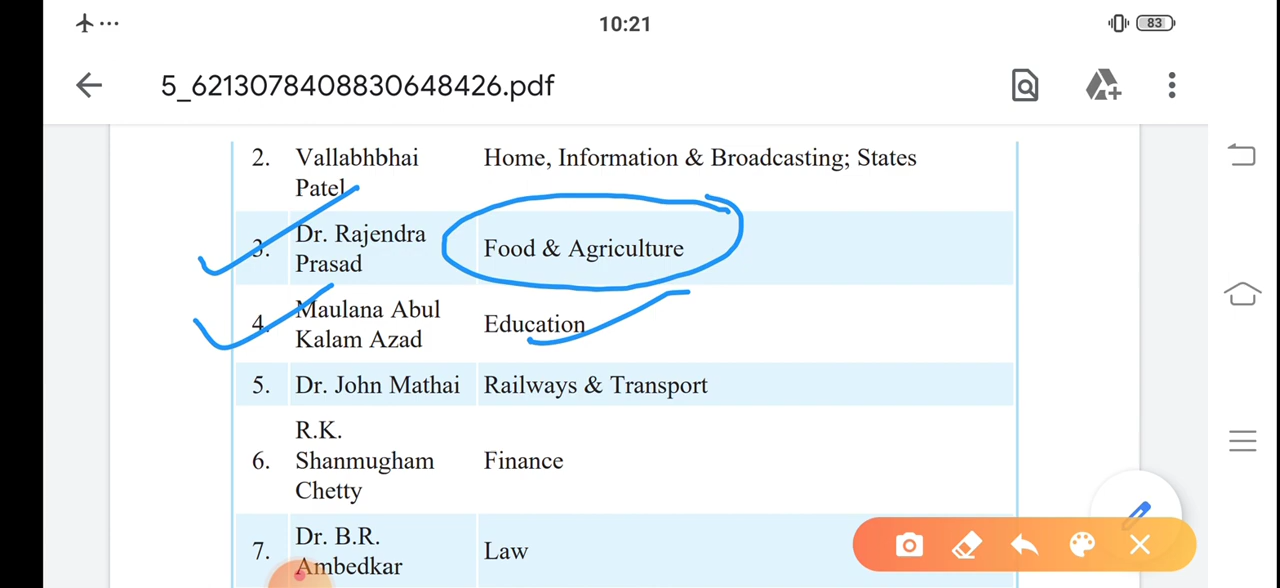 10:21
83
5_6213078408830648426.pdf
2. Vallabhbhai Patel Home, Information & Broadcasting; States
3. Dr. Rajendra Prasad Food & Agriculture
4. Maulana Abul Kalam Azad Education
5. Dr. John Mathai Railways & Transport
6. R.K. Shanmugham Chetty Finance
7. Dr. B.R. Ambedkar Law